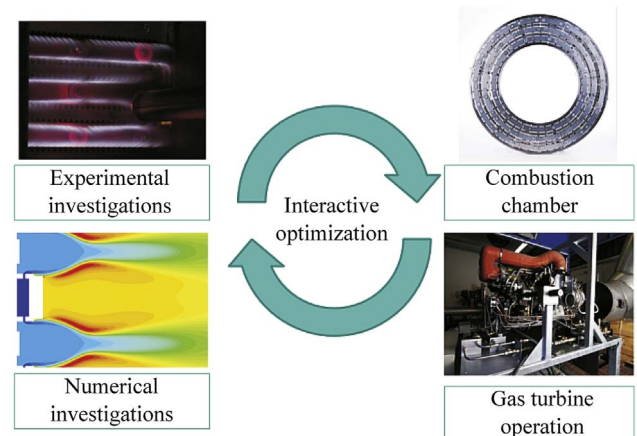 Experimental
investigations
Combustion
chamber
Interactive
optimization
Numerical
investigations
Gas turbine
operation